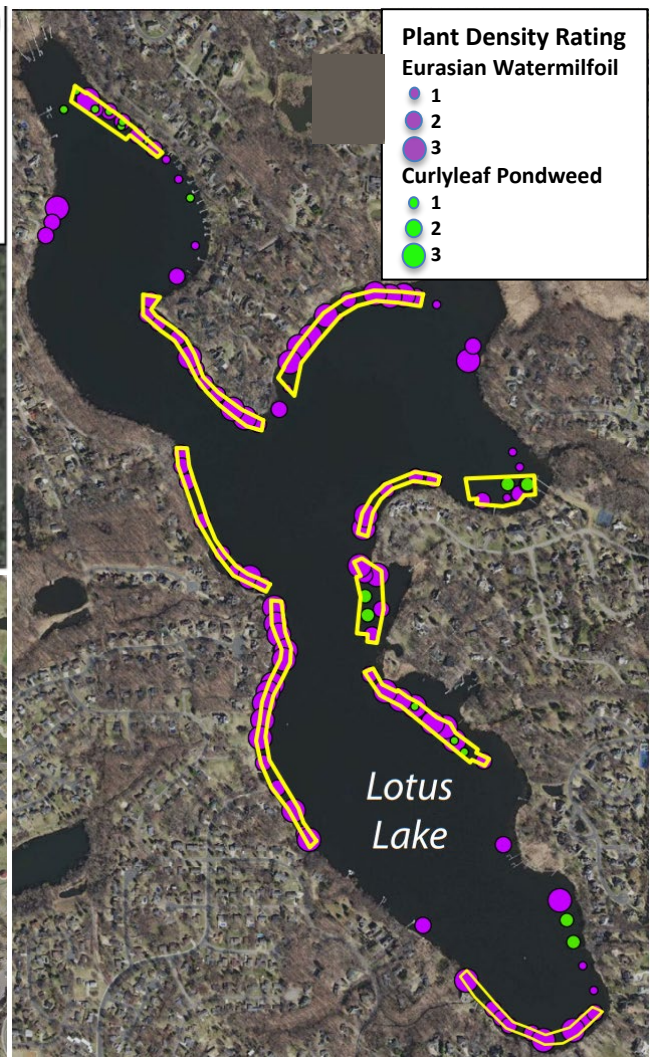 Plant Density Rating
Eurasian Watermilfoil
1
2
3
Curlyleaf Pondweed
1
2
3
Lotus
Lake